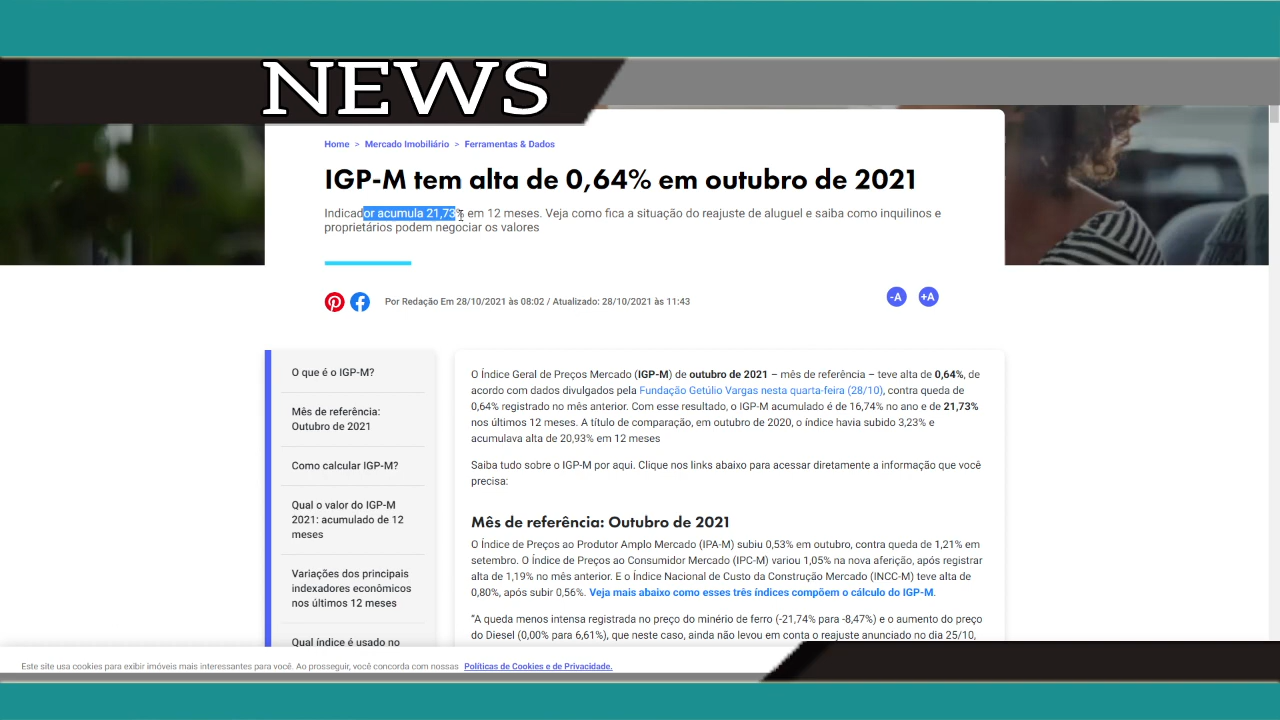 NEWS
Home > Mercado Imobiliário > Ferramentas & Dados
IGP-M tem alta de 0,64% em outubro de 2021
Indicador acumula 21,73% em 12 meses. Veja como fica a situação do reajuste de aluguel e saiba como inquilinos e
proprietários podem negociar os valores
Por Redação Em 28/10/2021 às 08:02 / Atualizado: 28/10/2021 às 11:43
-A
+A
O que é o IGP-M?
Mês de referência:
Outubro de 2021
Como calcular IGP-M?
Qual o valor do IGP-M
2021: acumulado de 12
meses
Variações dos principais
indexadores econômicos
nos últimos 12 meses
Qual índice é usado no
O Índice Geral de Preços Mercado (IGP-M) de outubro de 2021 – mês de referência – teve alta de 0,64%, de
acordo com dados divulgados pela Fundação Getúlio Vargas nesta quarta-feira (28/10), contra queda de
0,64% registrado no mês anterior. Com esse resultado, o IGP-M acumulado é de 16,74% no ano e de 21,73%
nos últimos 12 meses. A título de comparação, em outubro de 2020, o índice havia subido 3,23% e
acumulava alta de 20,93% em 12 meses
Saiba tudo sobre o IGP-M por aqui. Clique nos links abaixo para acessar diretamente a informação que você
precisa:
Mês de referência: Outubro de 2021
O Índice de Preços ao Produtor Amplo Mercado (IPA-M) subiu 0,53% em outubro, contra queda de 1,21% em
setembro. O Índice de Preços ao Consumidor Mercado (IPC-M) variou 1,05% na nova aferição, após registrar
alta de 1,19% no mês anterior. E o Índice Nacional de Custo da Construção Mercado (INCC-M) teve alta de
0,80%, após subir 0,56%. Veja mais abaixo como esses três índices compõem o cálculo do IGP-M.
“A queda menos intensa registrada no preço do minério de ferro (-21,74% para -8,47%) e o aumento do preço
do Diesel (0,00% para 6,61%), que neste caso, ainda não levou em conta o reajuste anunciado no dia 25/10,
Este site usa cookies para exibir imóveis mais interessantes para você. Ao prosseguir, você concorda com nossas Políticas de Cookies e de Privacidade.